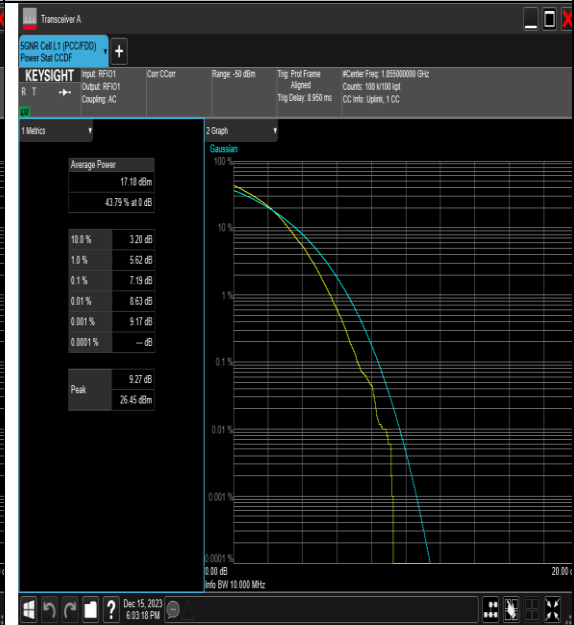 Transceiver A
5GNR Cell L1 (PCC/FDD)
Power Stat CCDF
+
KEYSIGHT
R T
LV
Input: RFIO1
Output: RFIO1
Coupling: AC
Corr CCorr
Range: -50 dBm
Trig: Prot Frame
Aligned
Trig Delay: 8.950 ms
#Center Freq: 1.855000000 GHz
Counts: 100 k/100 kpt
CC Info: Uplink, 1 CC
1 Metrics
Average Power
17.18 dBm
43.79 % at 0 dB
10.0 % 3.20 dB
1.0 % 5.62 dB
0.1 % 7.19 dB
0.01 % 8.63 dB
0.001 % 9.17 dB
0.0001 % --- dB
Peak
9.27 dB
26.45 dBm
2 Graph
Gaussian
100 %
10 %
1 %
0.1 %
0.01 %
0.001 %
0.0001 %
0.00 dB
20.00
Info BW 10.000 MHz
?
Dec 15, 2023
6:03:18 PM